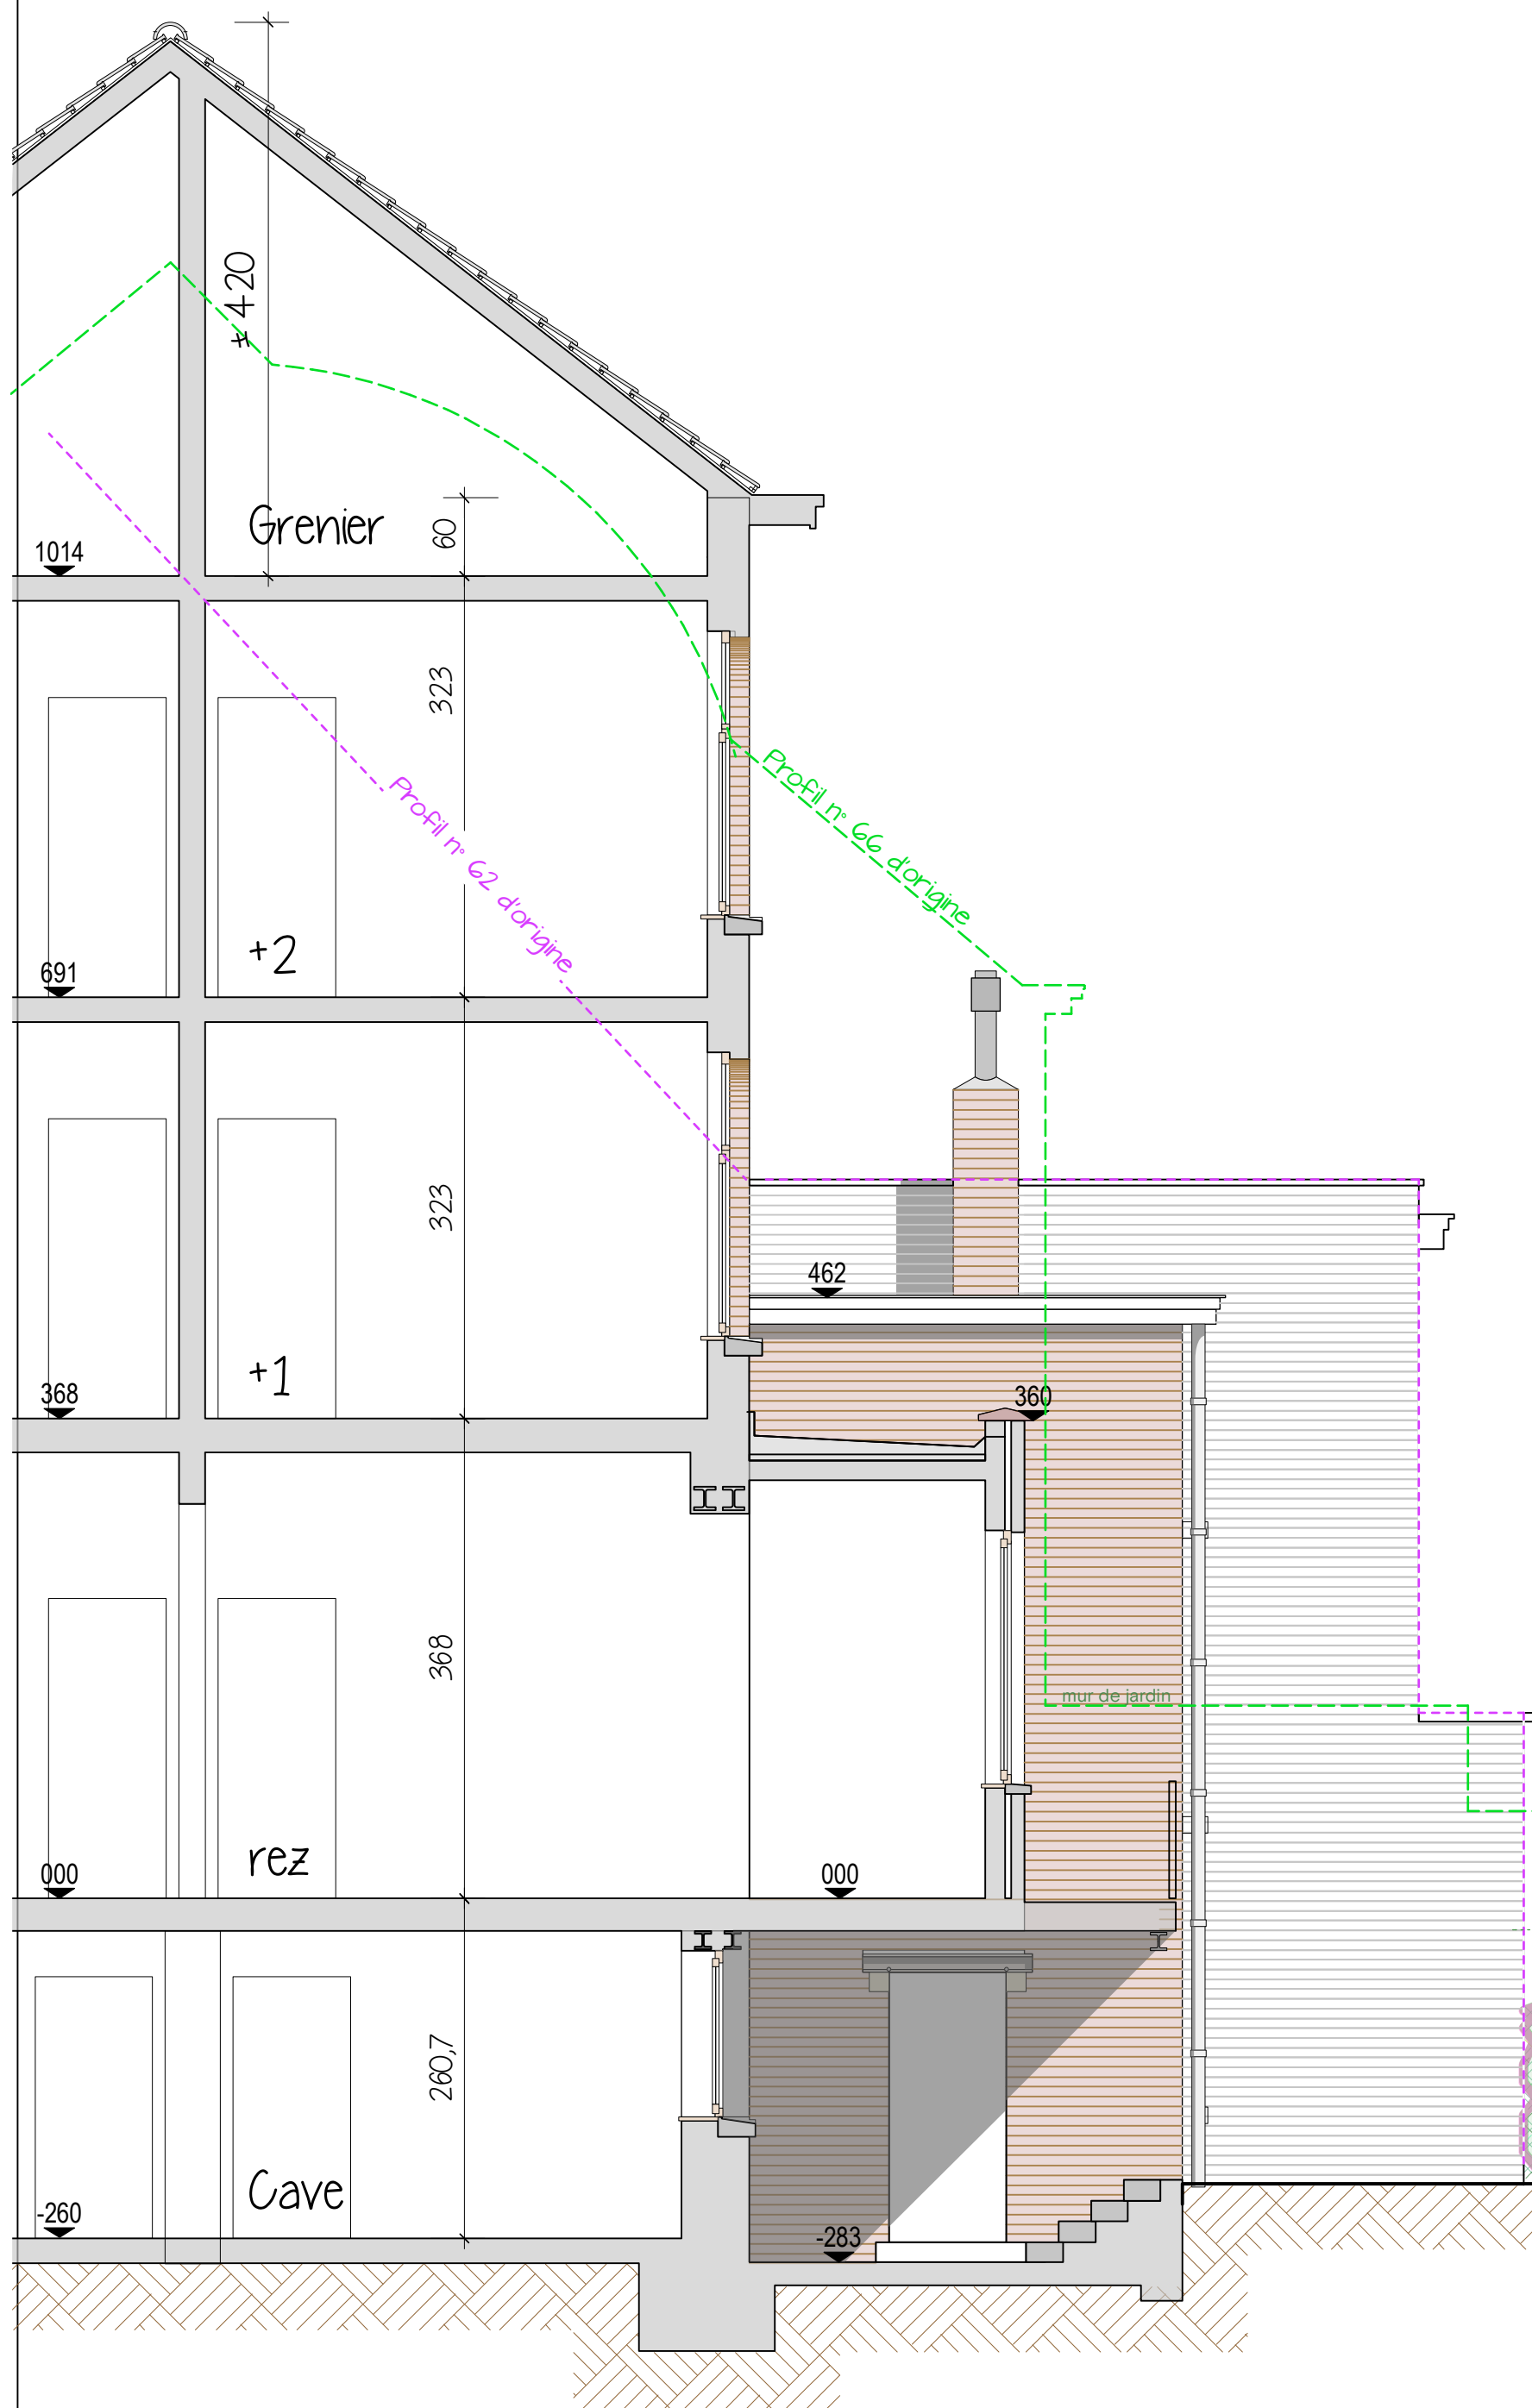 ± 420
Grenier
60
1014
323
Profil n° 66 d'origine
Profil n° 62 d'origine
+2
691
323
462
+1
368
360
368
mur de jardin
rez
000
000
260,7
Cave
-260
-283